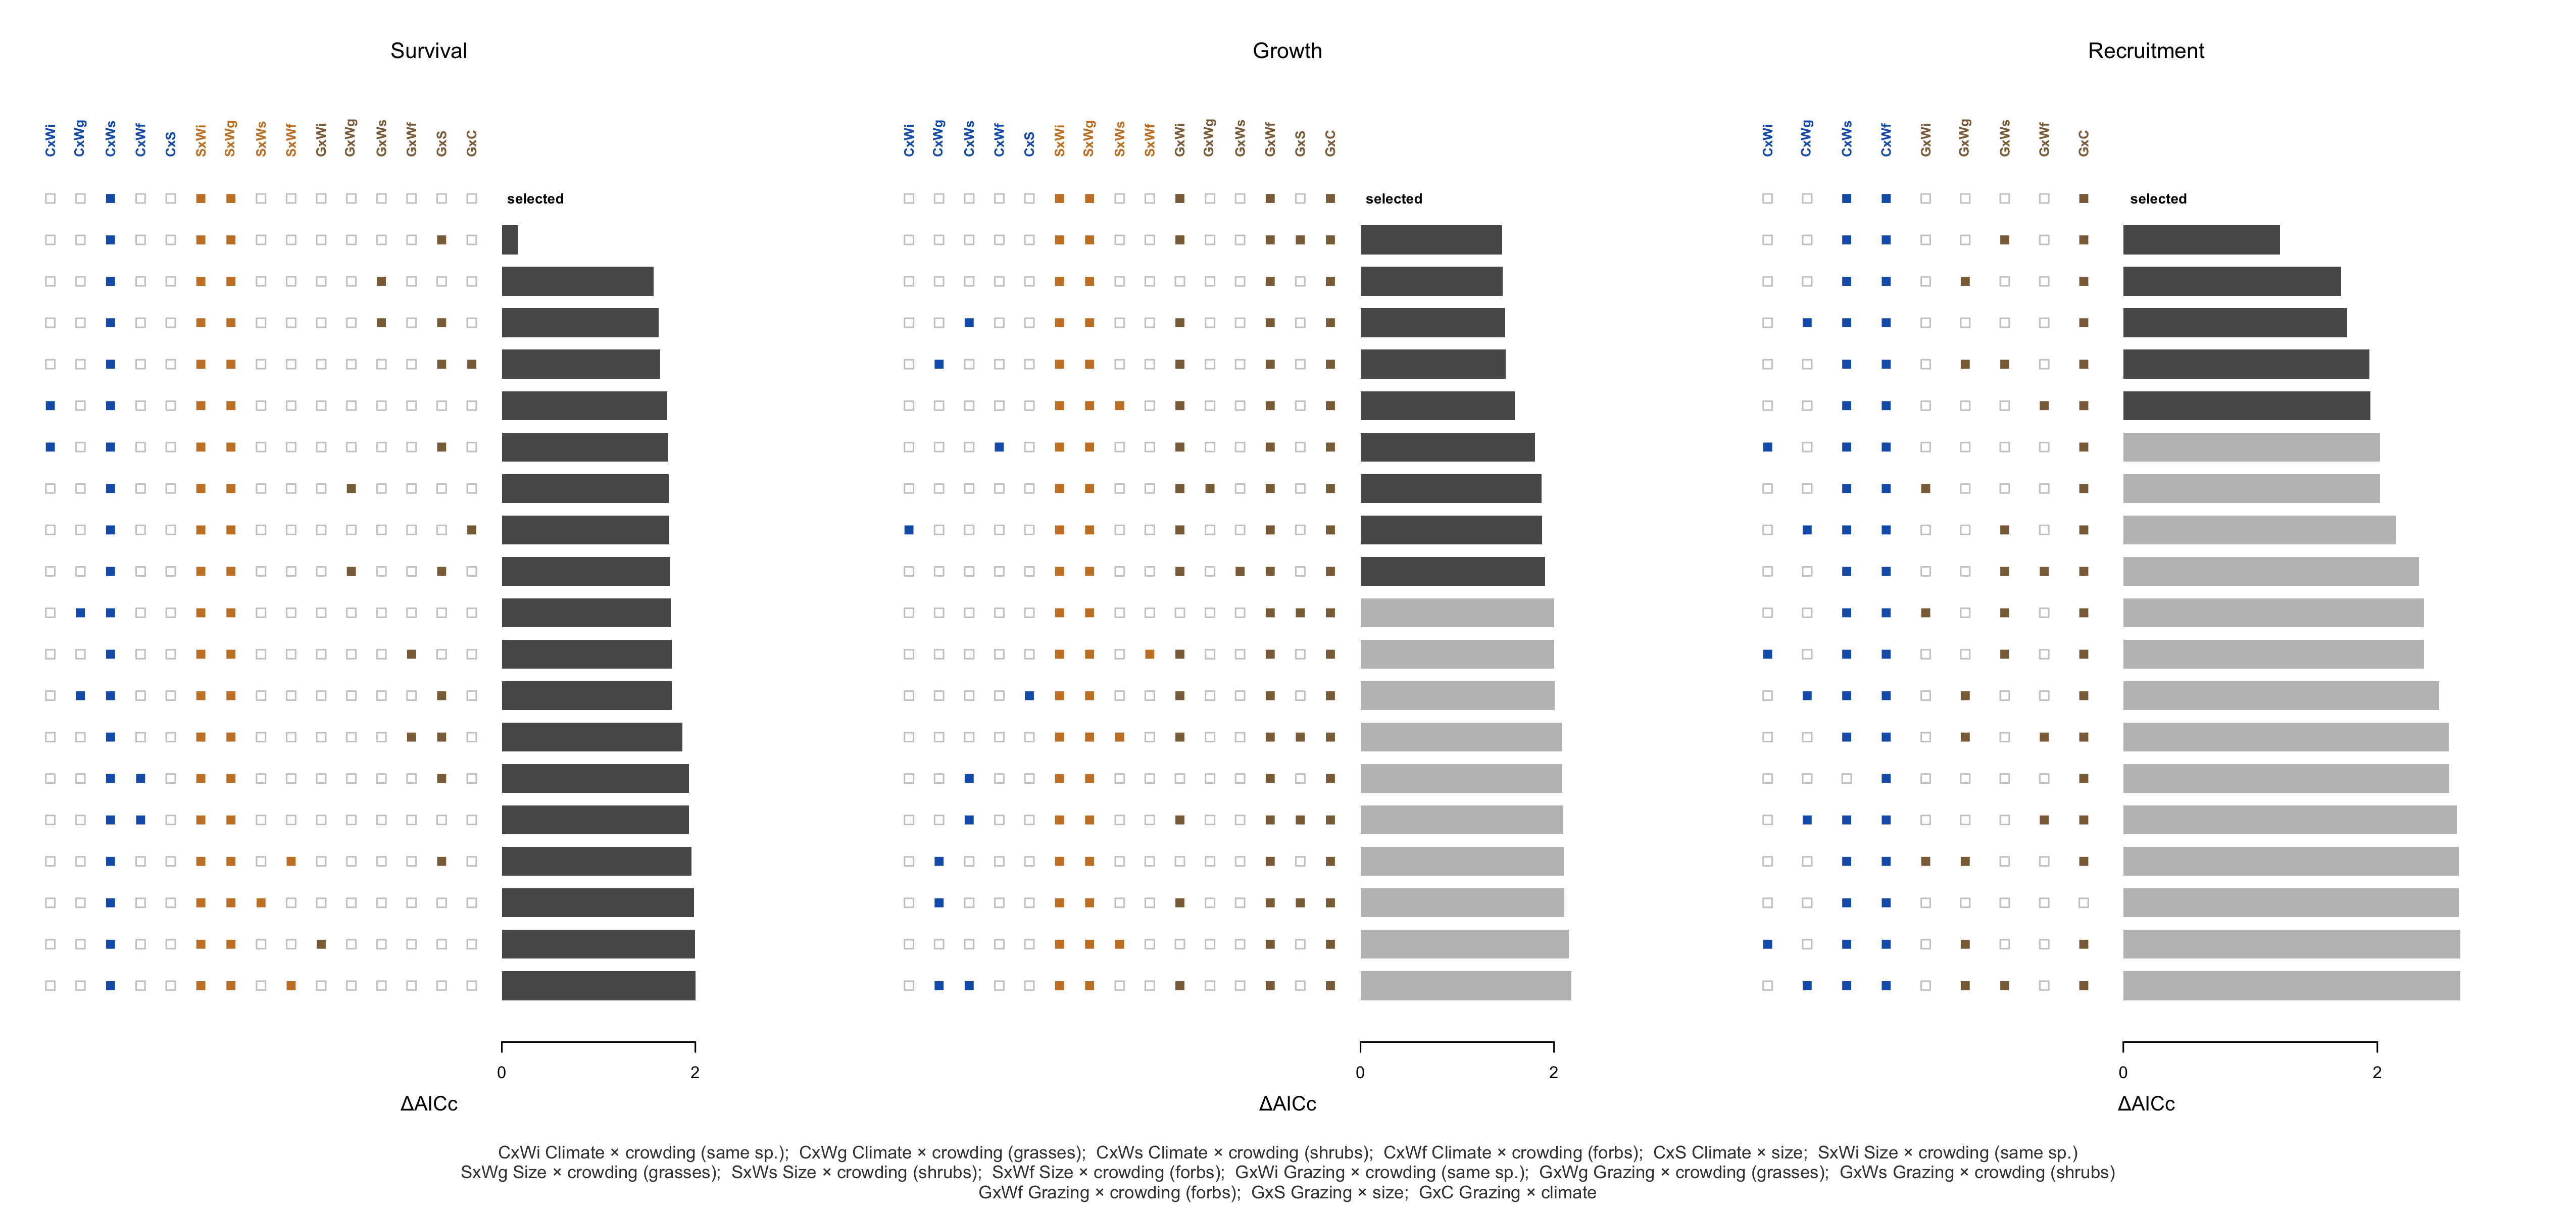 Survival
Growth
Recruitment
CxWi CxWg CxWs CxWf CxS SxWi SxWg SxWs SxWf GxWi GxWg GxWs GxWf GxS GxC
CxWi CxWg CxWs CxWf CxS SxWi SxWg SxWs SxWf GxWi GxWg GxWs GxWf GxS GxC
CxWi CxWg CxWs CxWf GxWi GxWg GxWs GxWf GxC
selected
selected
selected
0 2
0 2
0 2
ΔAICc
ΔAICc
ΔAICc
CxWi Climate × crowding (same sp.); CxWg Climate × crowding (grasses); CxWs Climate × crowding (shrubs); CxWf Climate × crowding (forbs); CxS Climate × size; SxWi Size × crowding (same sp.)
SxWg Size × crowding (grasses); SxWs Size × crowding (shrubs); SxWf Size × crowding (forbs); GxWi Grazing × crowding (same sp.); GxWg Grazing × crowding (grasses); GxWs Grazing × crowding (shrubs)
GxWf Grazing × crowding (forbs); GxS Grazing × size; GxC Grazing × climate